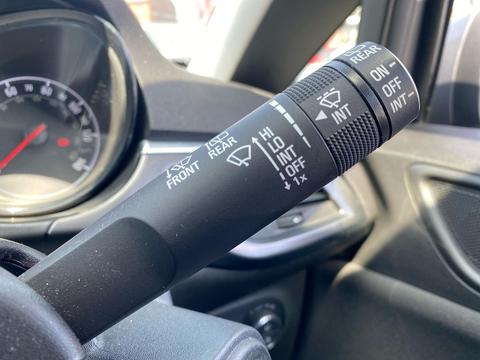 FRONT
REAR
HI
LO
INT
OFF
1x
INT
REAR
ON
OFF
INT